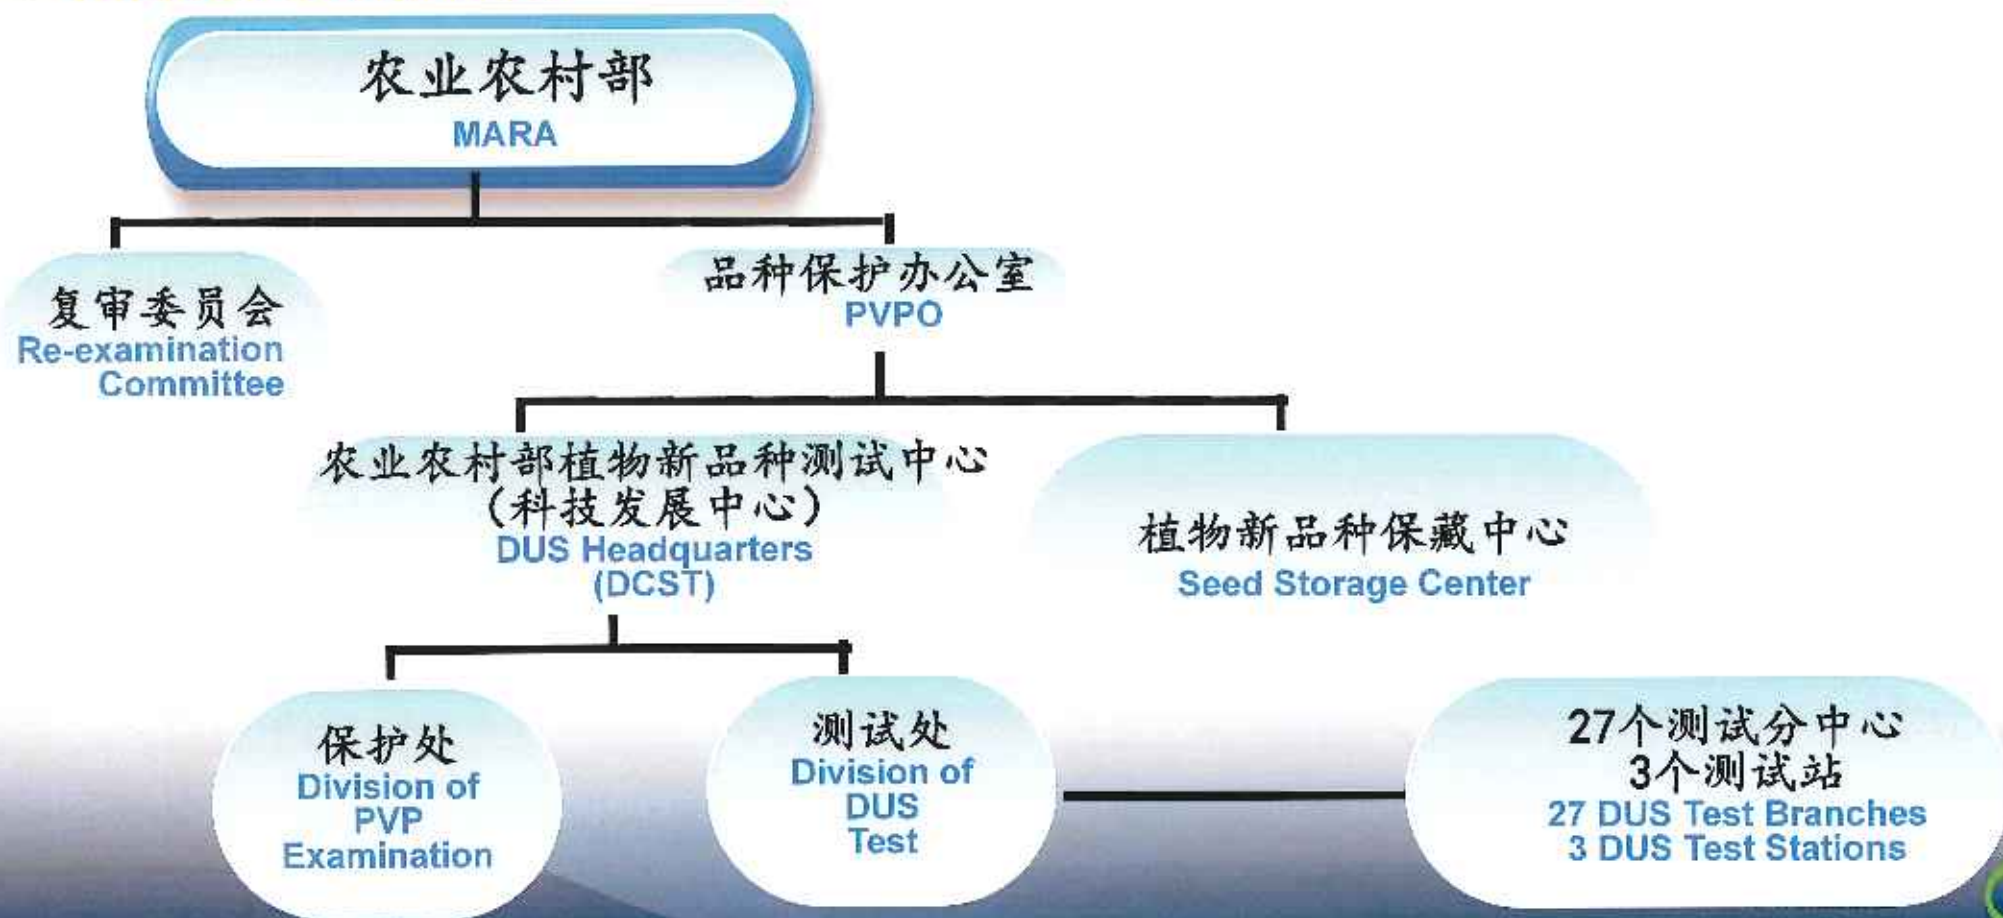 农业农村部
MARA
复审委员会
Re-examination
Committee
品种保护办公室
PVPO
农业农村部植物新品种测试中心
(科技发展中心)
DUS Headquarters
(DCST)
植物新品种保藏中心
Seed Storage Center
保护处
Division of
PVP
Examination
测试处
Division of
DUS
Test
27个测试分中心
3个测试站
27 DUS Test Branches
3 DUS Test Stations